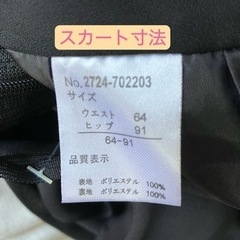 スカート寸法
No. 2724-702203
サイズ
ウエスト 64
ヒップ 91
64-91
品質表示
表地 ポリエステル 100%
裏地 ポリエステル 100%